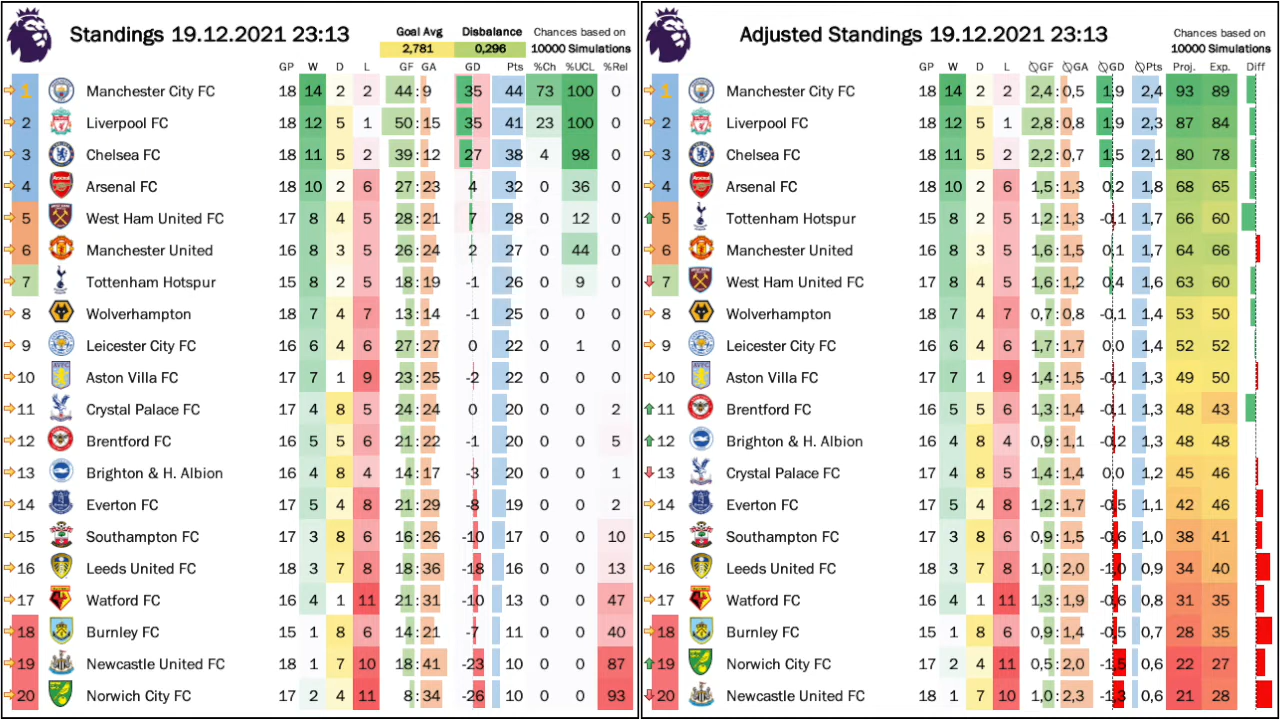 Standings 19.12.2021 23:13
Goal Avg Disbalance Chances based on
2,781 0,296 10000 Simulations
GP W D L GF GA GD Pts %Ch %UCL %Rel
1 Manchester City FC 18 14 2 2 44:9 35 44 73 100 0
2 Liverpool FC 18 12 5 1 50:15 35 41 23 100 0
3 Chelsea FC 18 11 5 2 39:12 27 38 4 98 0
4 Arsenal FC 18 10 2 6 27:23 4 32 0 36 0
5 West Ham United FC 17 8 4 5 28:21 7 28 0 12 0
6 Manchester United 16 8 3 5 26:24 2 27 0 44 0
7 Tottenham Hotspur 15 8 2 5 18:19 -1 26 0 9 0
8 Wolverhampton 18 7 4 7 13:14 -1 25 0 0 0
9 Leicester City FC 16 6 4 6 27:27 0 22 0 1 0
10 Aston Villa FC 17 7 1 9 23:25 -2 22 0 0 0
11 Crystal Palace FC 17 4 8 5 24:24 0 20 0 0 2
12 Brentford FC 16 5 5 6 21:22 -1 20 0 0 5
13 Brighton & H. Albion 16 4 8 4 14:17 -3 20 0 0 1
14 Everton FC 17 5 4 8 21:29 -8 19 0 0 2
15 Southampton FC 17 3 8 6 16:26 -10 17 0 0 10
16 Leeds United FC 18 3 7 8 18:36 -18 16 0 0 13
17 Watford FC 16 4 1 11 21:31 -10 13 0 0 47
18 Burnley FC 15 1 8 6 14:21 -7 11 0 0 40
19 Newcastle United FC 18 1 7 10 18:41 -23 10 0 0 87
20 Norwich City FC 17 2 4 11 8:34 -26 10 0 0 93
Adjusted Standings 19.12.2021 23:13
Chances based on
10000 Simulations
GP W D L ∅GF ∅GA ∅GD ∅Pts Proj. Exp. Diff
1 Manchester City FC 18 14 2 2 2,4:0,5 1,9 2,4 93 89
2 Liverpool FC 18 12 5 1 2,8:0,8 1,9 2,3 87 84
3 Chelsea FC 18 11 5 2 2,2:0,7 1,5 2,1 80 78
4 Arsenal FC 18 10 2 6 1,5:1,3 0,2 1,8 68 65
5 Tottenham Hotspur 15 8 2 5 1,2:1,3 -0,1 1,7 66 60
6 Manchester United 16 8 3 5 1,6:1,5 0,1 1,7 64 66
7 West Ham United FC 17 8 4 5 1,6:1,2 0,4 1,6 63 60
8 Wolverhampton 18 7 4 7 0,7:0,8 -0,1 1,4 53 50
9 Leicester City FC 16 6 4 6 1,7:1,7 0,0 1,4 52 52
10 Aston Villa FC 17 7 1 9 1,4:1,5 -0,1 1,3 49 50
11 Brentford FC 16 5 5 6 1,3:1,4 -0,1 1,3 48 43
12 Brighton & H. Albion 16 4 8 4 0,9:1,1 -0,2 1,3 48 48
13 Crystal Palace FC 17 4 8 5 1,4:1,4 0,0 1,2 45 46
14 Everton FC 17 5 4 8 1,2:1,7 -0,5 1,1 42 46
15 Southampton FC 17 3 8 6 0,9:1,5 -0,6 1,0 38 41
16 Leeds United FC 18 3 7 8 1,0:2,0 -1,0 0,9 34 40
17 Watford FC 16 4 1 11 1,3:1,9 -0,6 0,8 31 35
18 Burnley FC 15 1 8 6 0,9:1,4 -0,5 0,7 28 35
19 Norwich City FC 17 2 4 11 0,5:2,0 -1,5 0,6 22 27
20 Newcastle United FC 18 1 7 10 1,0:2,3 -1,3 0,6 21 28